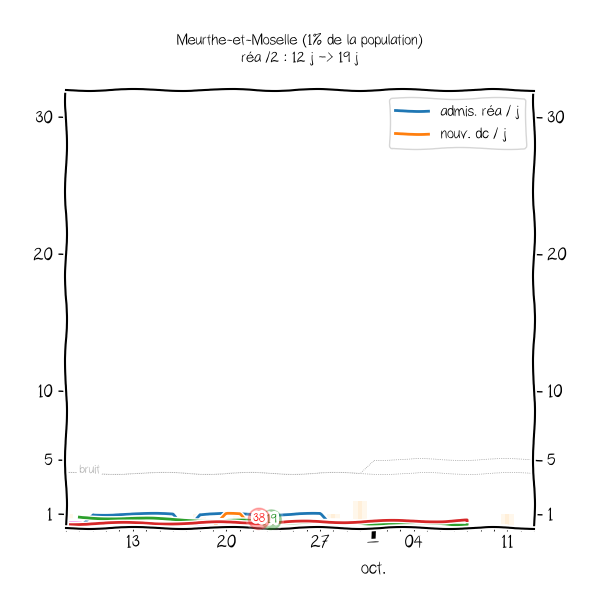 Meurthe-et-Moselle (1% de la population)
réa /2 : 12 j -> 19 j
admis. réa / j
nouv. dc / j
30
30
20
20
10
10
5
5
bruit
1
1
38
13
20
27
04
11
oct.